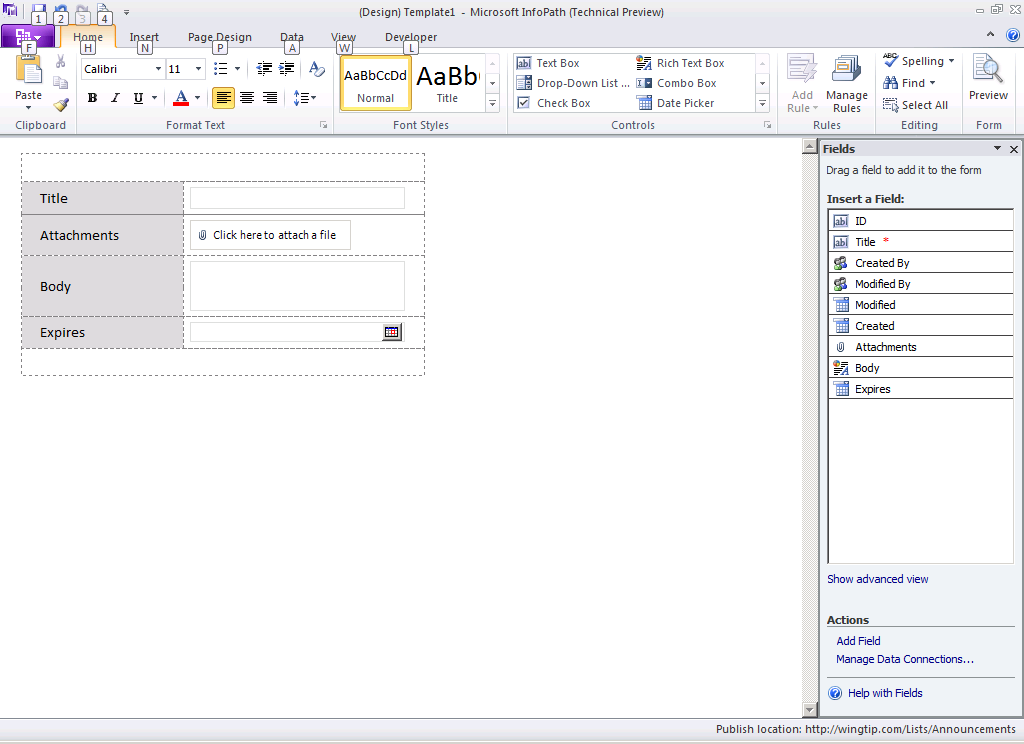 (Design) Template1 - Microsoft InfoPath (Technical Preview)
1 2 3 4
Home Insert Page Design Data View Developer
F H N P A W L
Paste
Calibri 11
B I U A
AaBbCcDd
Normal
AaBb
Title
Text Box
Drop-Down List ...
Check Box
Rich Text Box
Combo Box
Date Picker
Add
Rule
Manage
Rules
Spelling
Find
Select All
Preview
Clipboard Format Text Font Styles Controls Rules Editing Form
Title
Attachments
Click here to attach a file
Body
Expires
Fields
Drag a field to add it to the form
Insert a Field:
ID
Title *
Created By
Modified By
Modified
Created
Attachments
Body
Expires
Show advanced view
Actions
Add Field
Manage Data Connections...
Help with Fields
Publish location: http://wingtip.com/Lists/Announcements